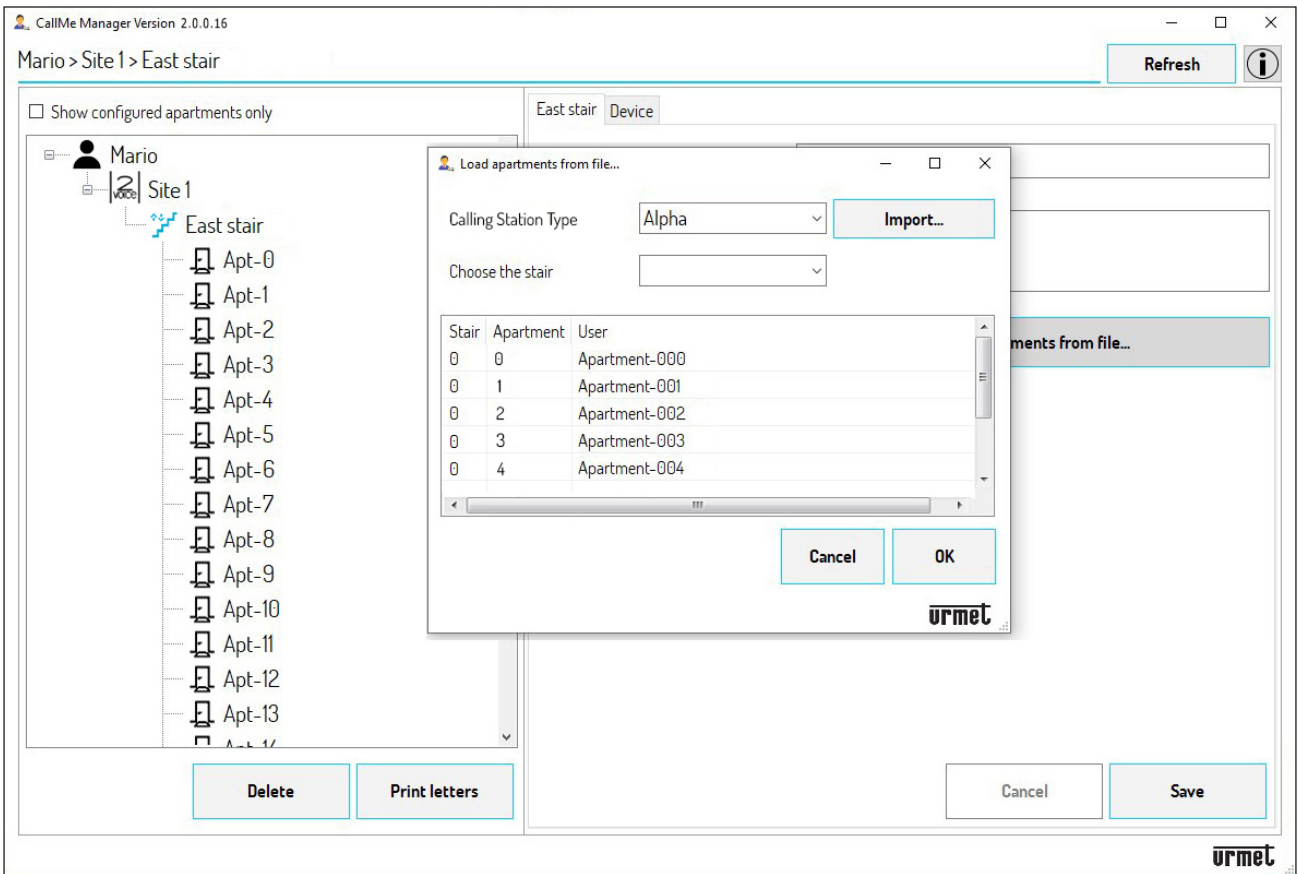 CallMe Manager Version 2.0.0.16
Mario > Site 1 > East stair
Refresh
Show configured apartments only
Mario
2 VOICE Site 1
East stair
Apt-0
Apt-1
Apt-2
Apt-3
Apt-4
Apt-5
Apt-6
Apt-7
Apt-8
Apt-9
Apt-10
Apt-11
Apt-12
Apt-13
Delete Print letters
East stair Device
ments from file...
Load apartments from file...
Calling Station Type Alpha Import...
Choose the stair
Stair Apartment User
0 0 Apartment-000
0 1 Apartment-001
0 2 Apartment-002
0 3 Apartment-003
0 4 Apartment-004
Cancel OK
urmet
Cancel Save
urmet